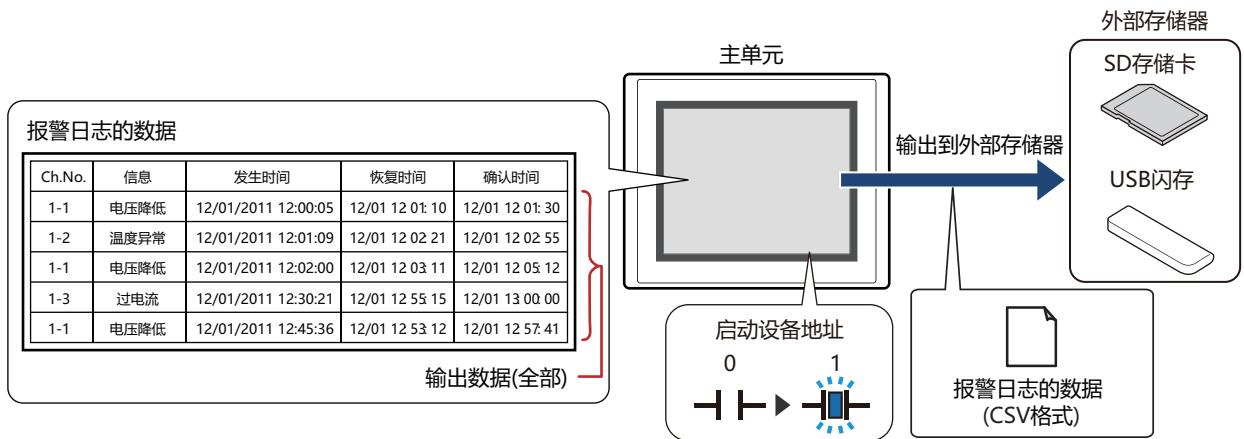 外部存储器
SD存储卡
USB闪存
主单元
输出到外部存储器
报警日志的数据
Ch.No. 信息 发生时间 恢复时间 确认时间
1-1 电压降低 12/01/2011 12:00:05 12/01 12 01: 10 12/01 12 01: 30
1-2 温度异常 12/01/2011 12:01:09 12/01 12 02: 21 12/01 12 02: 55
1-1 电压降低 12/01/2011 12:02:00 12/01 12 03: 11 12/01 12 05: 12
1-3 过电流 12/01/2011 12:30:21 12/01 12 55: 15 12/01 13 00: 00
1-1 电压降低 12/01/2011 12:45:36 12/01 12 53: 12 12/01 12 57: 41
输出数据(全部)
启动设备地址
0 1
报警日志的数据
(CSV格式)